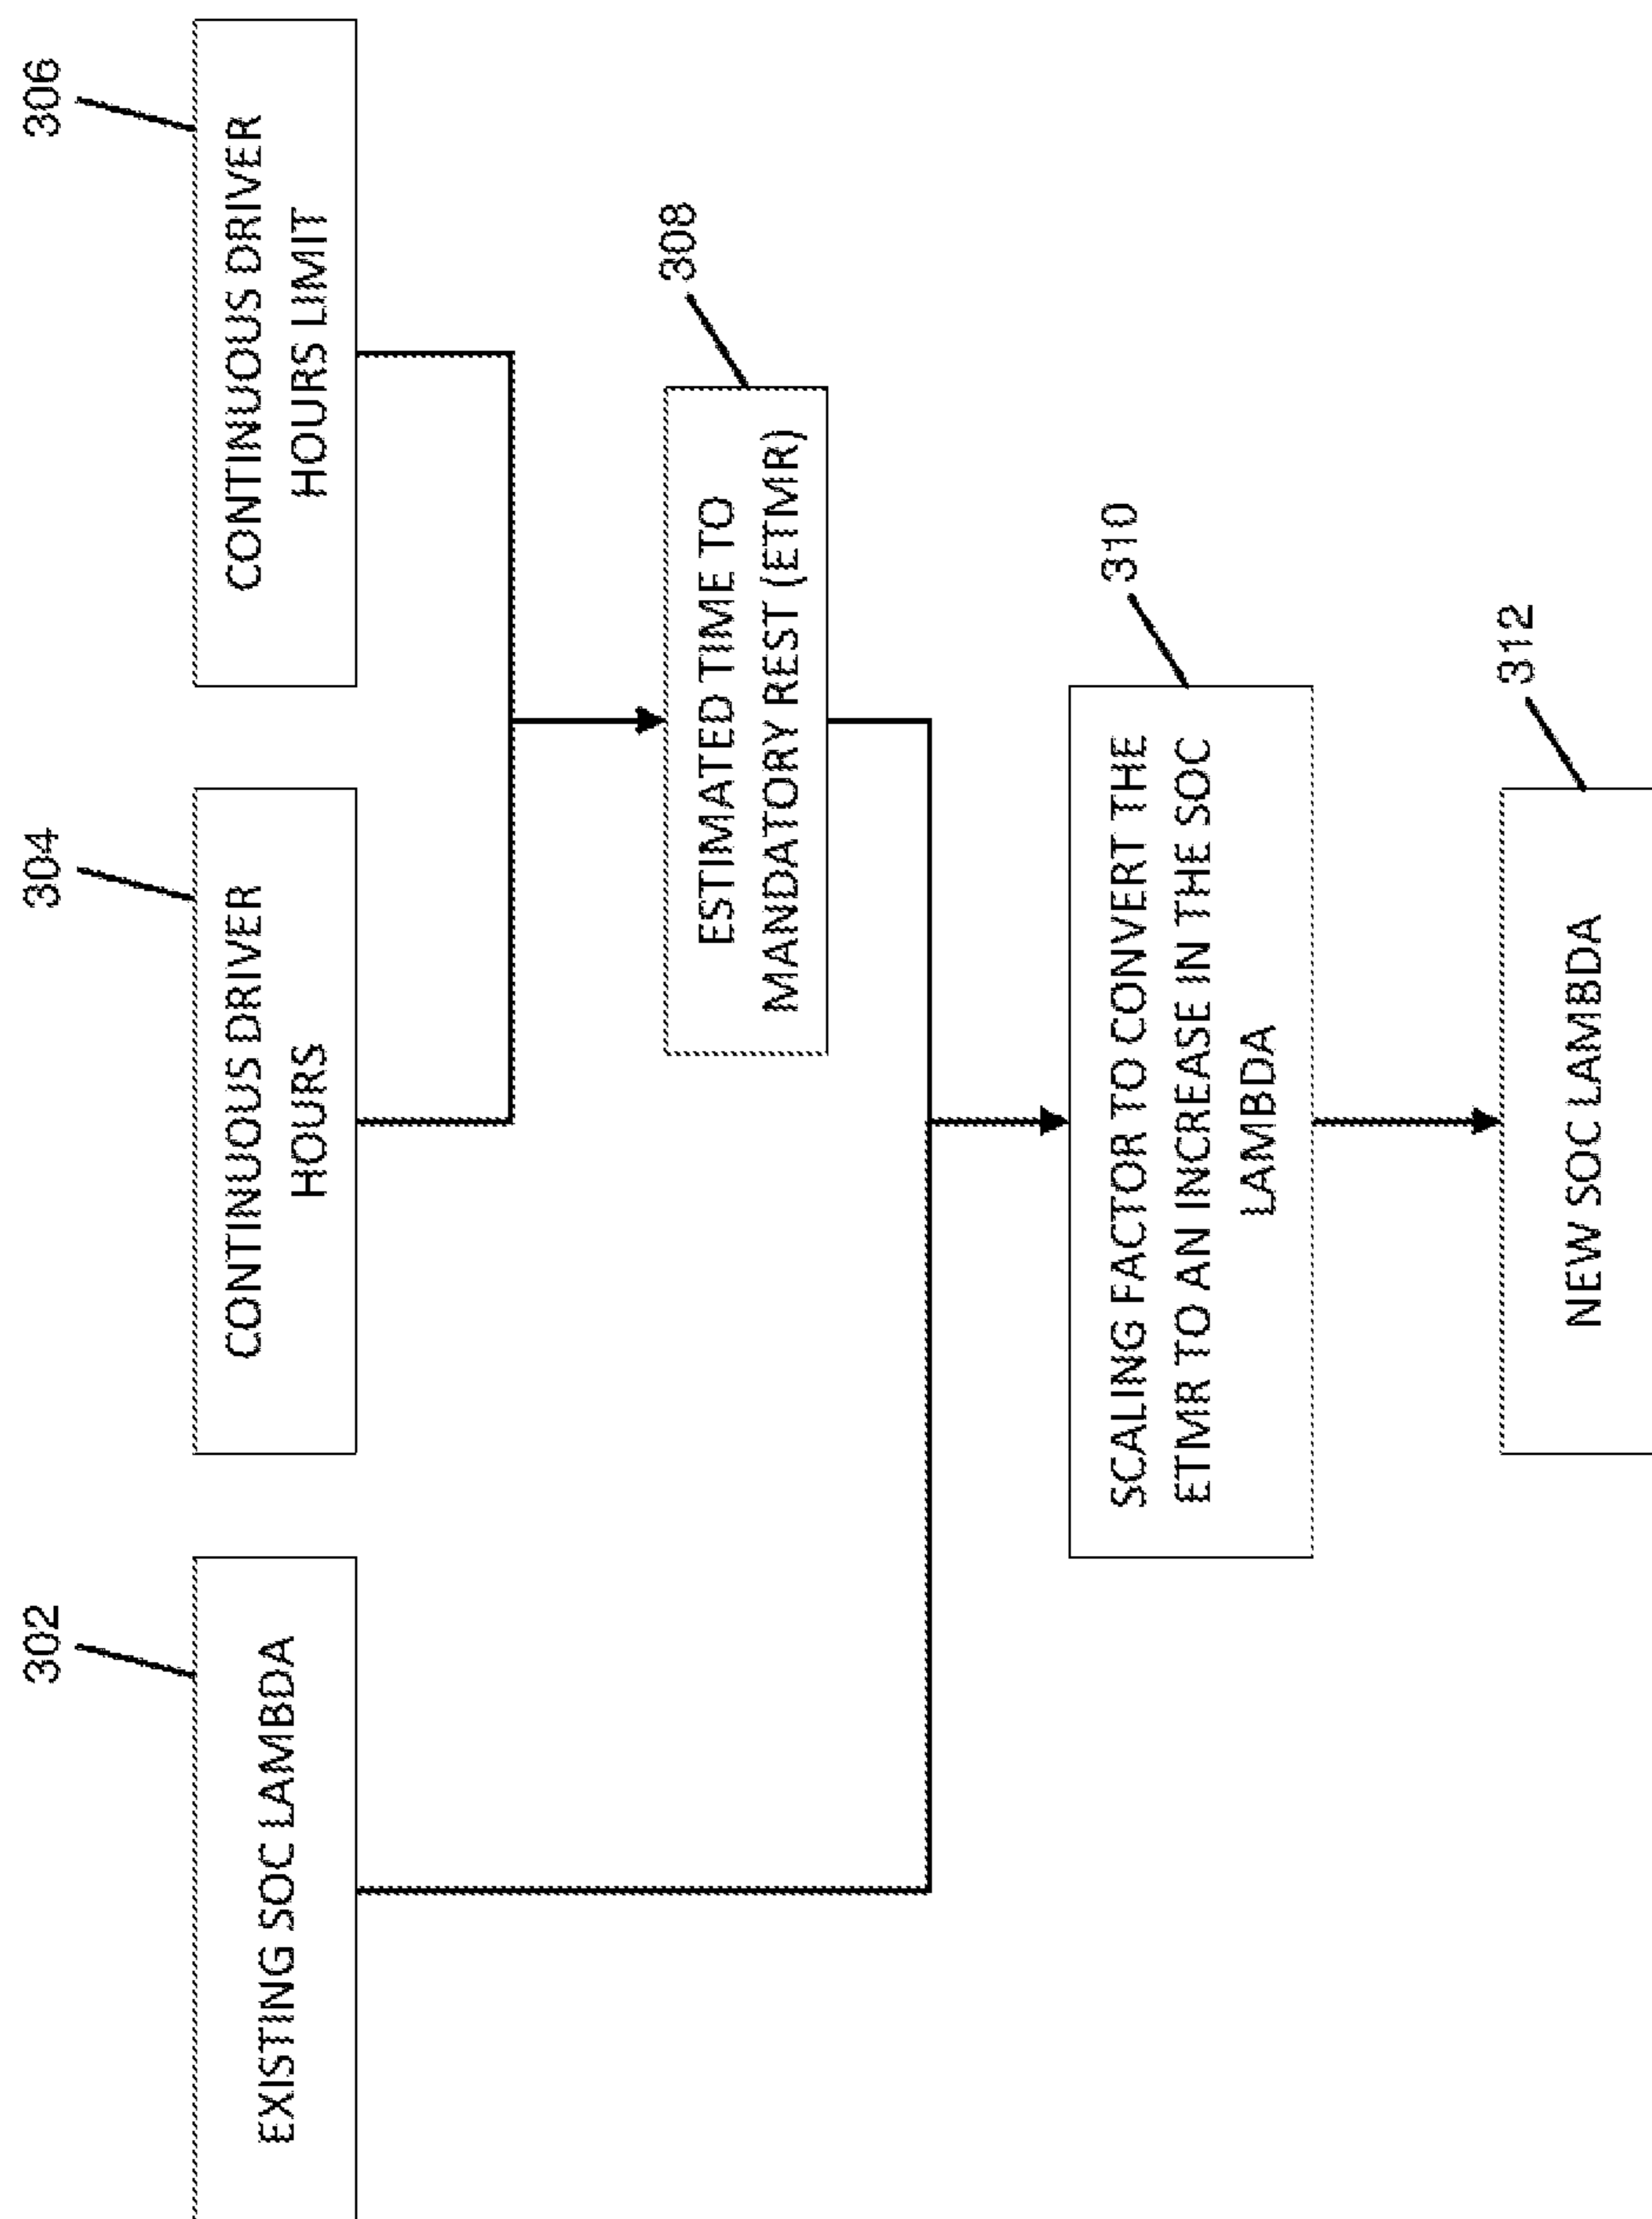 302
EXISTING SOC LAMBDA
304
CONTINUOUS DRIVER
HOURS
306
CONTINUOUS DRIVER
HOURS LIMIT
308
ESTIMATED TIME TO
MANDATORY REST (ETMR)
310
SCALING FACTOR TO CONVERT THE
ETMR TO AN INCREASE IN THE SOC
LAMBDA
312
NEW SOC LAMBDA